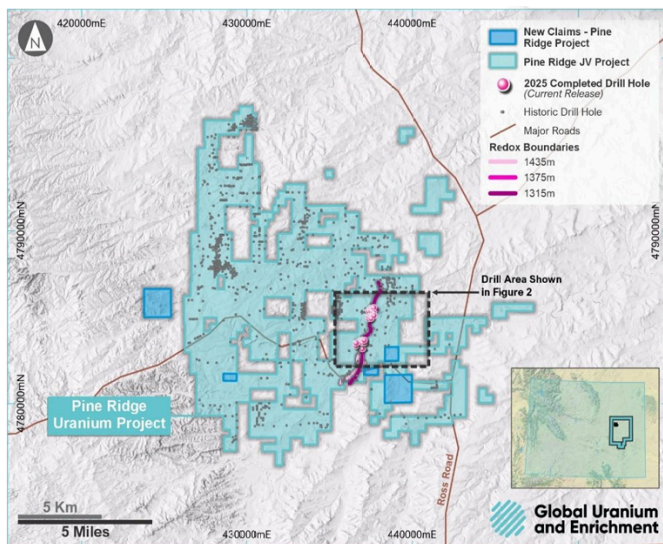 420000mE
430000mE
440000mE
N
New Claims - Pine
Ridge Project
Pine Ridge JV Project
2025 Completed Drill Hole
(Current Release)
Historic Drill Hole
Major Roads
Redox Boundaries
1435m
1375m
1315m
4790000mN
4790000mN
Drill Area Shown
In Figure 2
4780000mN
Pine Ridge
Uranium Project
Ross Road
5 Km
5 Miles
430000mE
440000mE
Global Uranium
and Enrichment